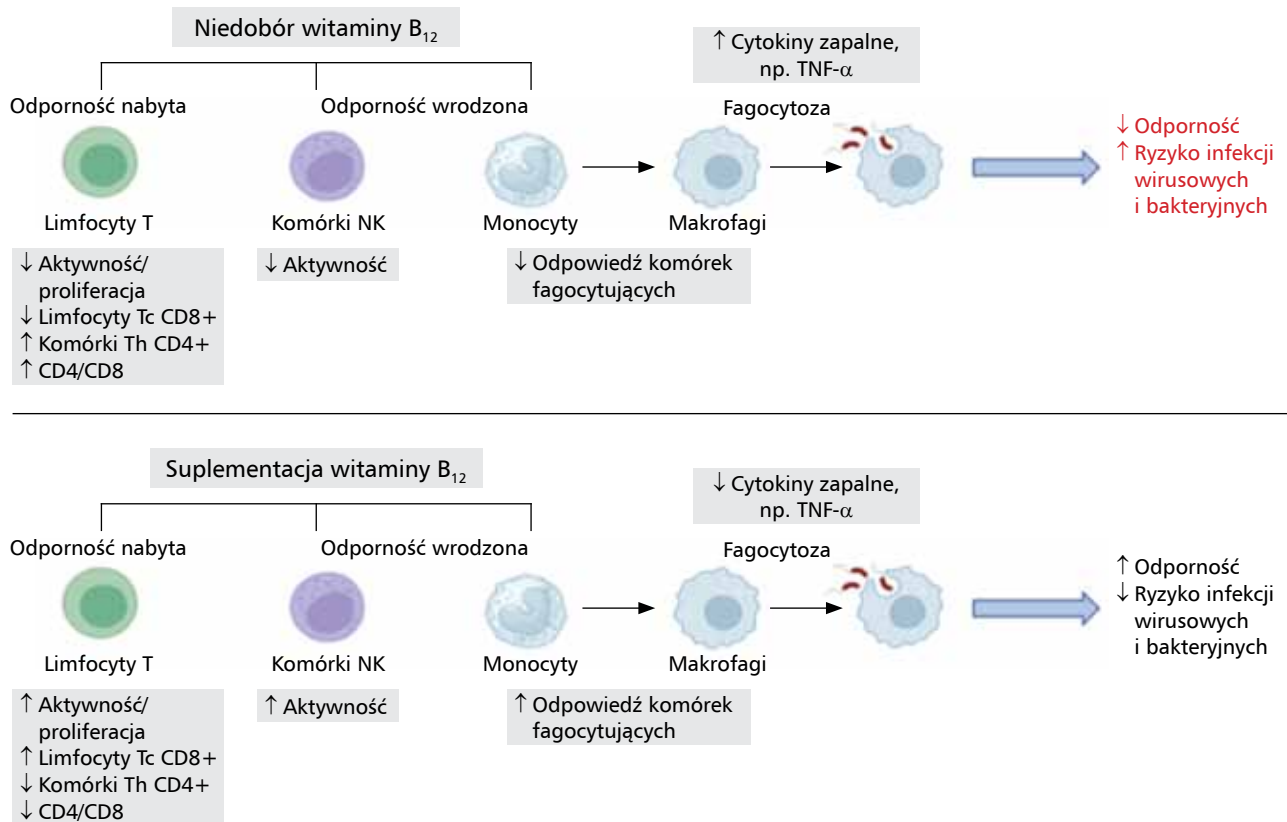 Niedobór witaminy B₁₂
↑ Cytokiny zapalne,
np. TNF-α
Odporność nabyta
Odporność wrodzona
Fagocytoza
Limfocyty T
Komórki NK
Monocyty
Makrofagi
↓ Odporność
↑ Ryzyko infekcji
wirusowych
i bakteryjnych
↓ Aktywność/
proliferacja
↓ Limfocyty Tc CD8+
↑ Komórki Th CD4+
↑ CD4/CD8
↓ Aktywność
↓ Odpowiedź komórek
fagocytujących
Suplementacja witaminy B₁₂
↓ Cytokiny zapalne,
np. TNF-α
Odporność nabyta
Odporność wrodzona
Fagocytoza
Limfocyty T
Komórki NK
Monocyty
Makrofagi
↑ Odporność
↓ Ryzyko infekcji
wirusowych
i bakteryjnych
↑ Aktywność/
proliferacja
↑ Limfocyty Tc CD8+
↓ Komórki Th CD4+
↓ CD4/CD8
↑ Aktywność
↑ Odpowiedź komórek
fagocytujących